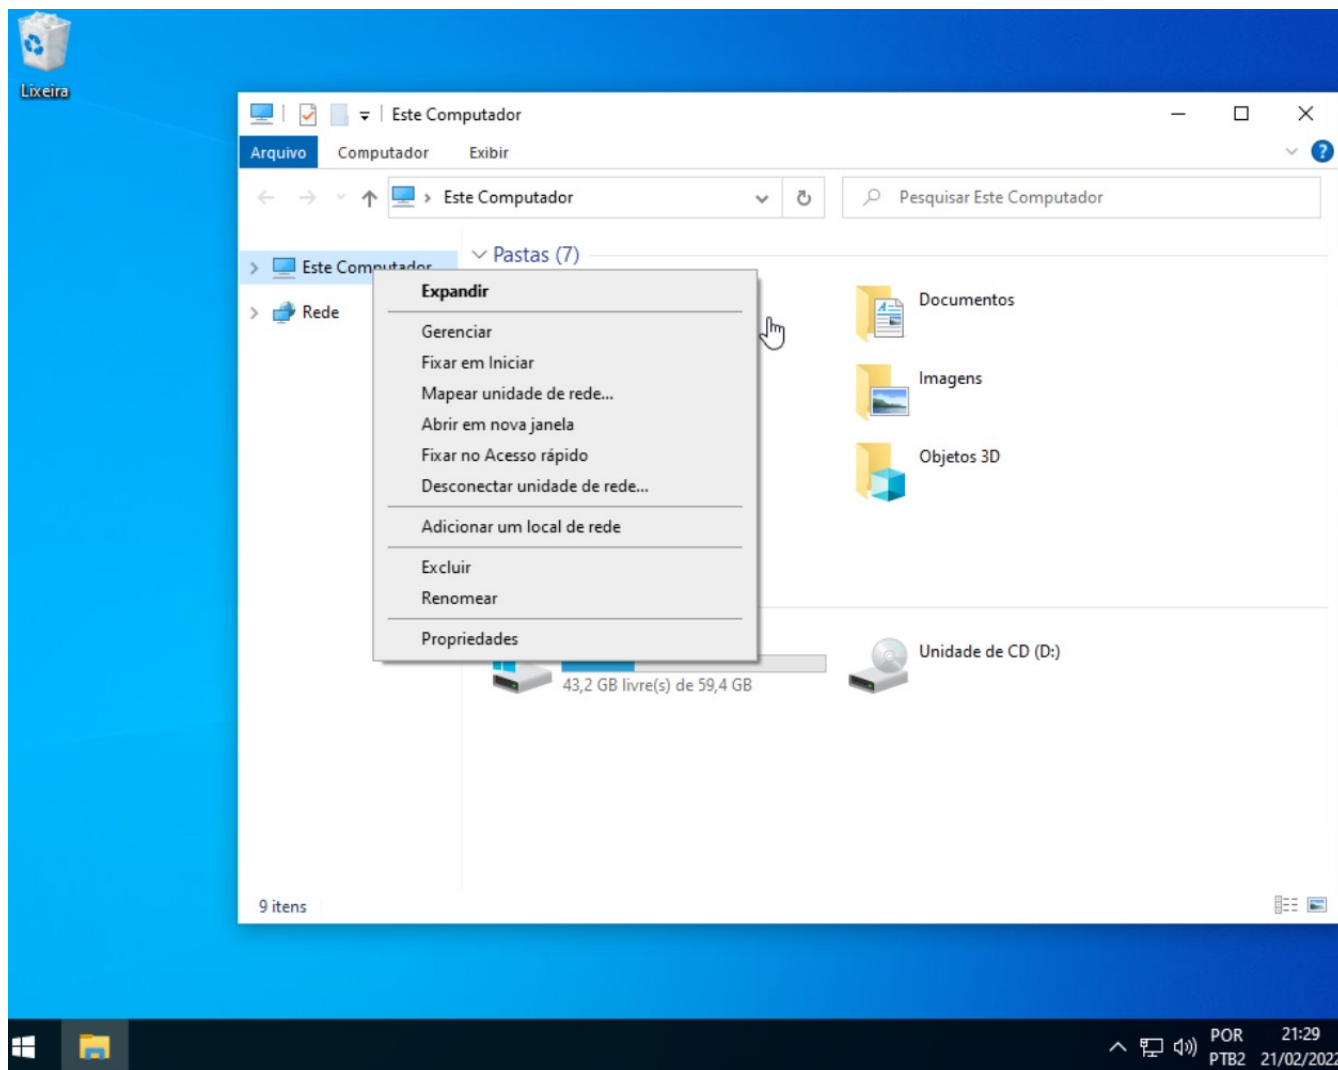 Lixeira
Este Computador
Arquivo
Computador
Exibir
Este Computador
Pesquisar Este Computador
Este Computador
Rede
Pastas (7)
Expandir
Gerenciar
Fixar em Iniciar
Mapear unidade de rede...
Abrir em nova janela
Fixar no Acesso rápido
Desconectar unidade de rede...
Adicionar um local de rede
Excluir
Renomear
Propriedades
Documentos
Imagens
Objetos 3D
43,2 GB livre(s) de 59,4 GB
Unidade de CD (D:)
9 itens
POR
PTB2
21:29
21/02/2022